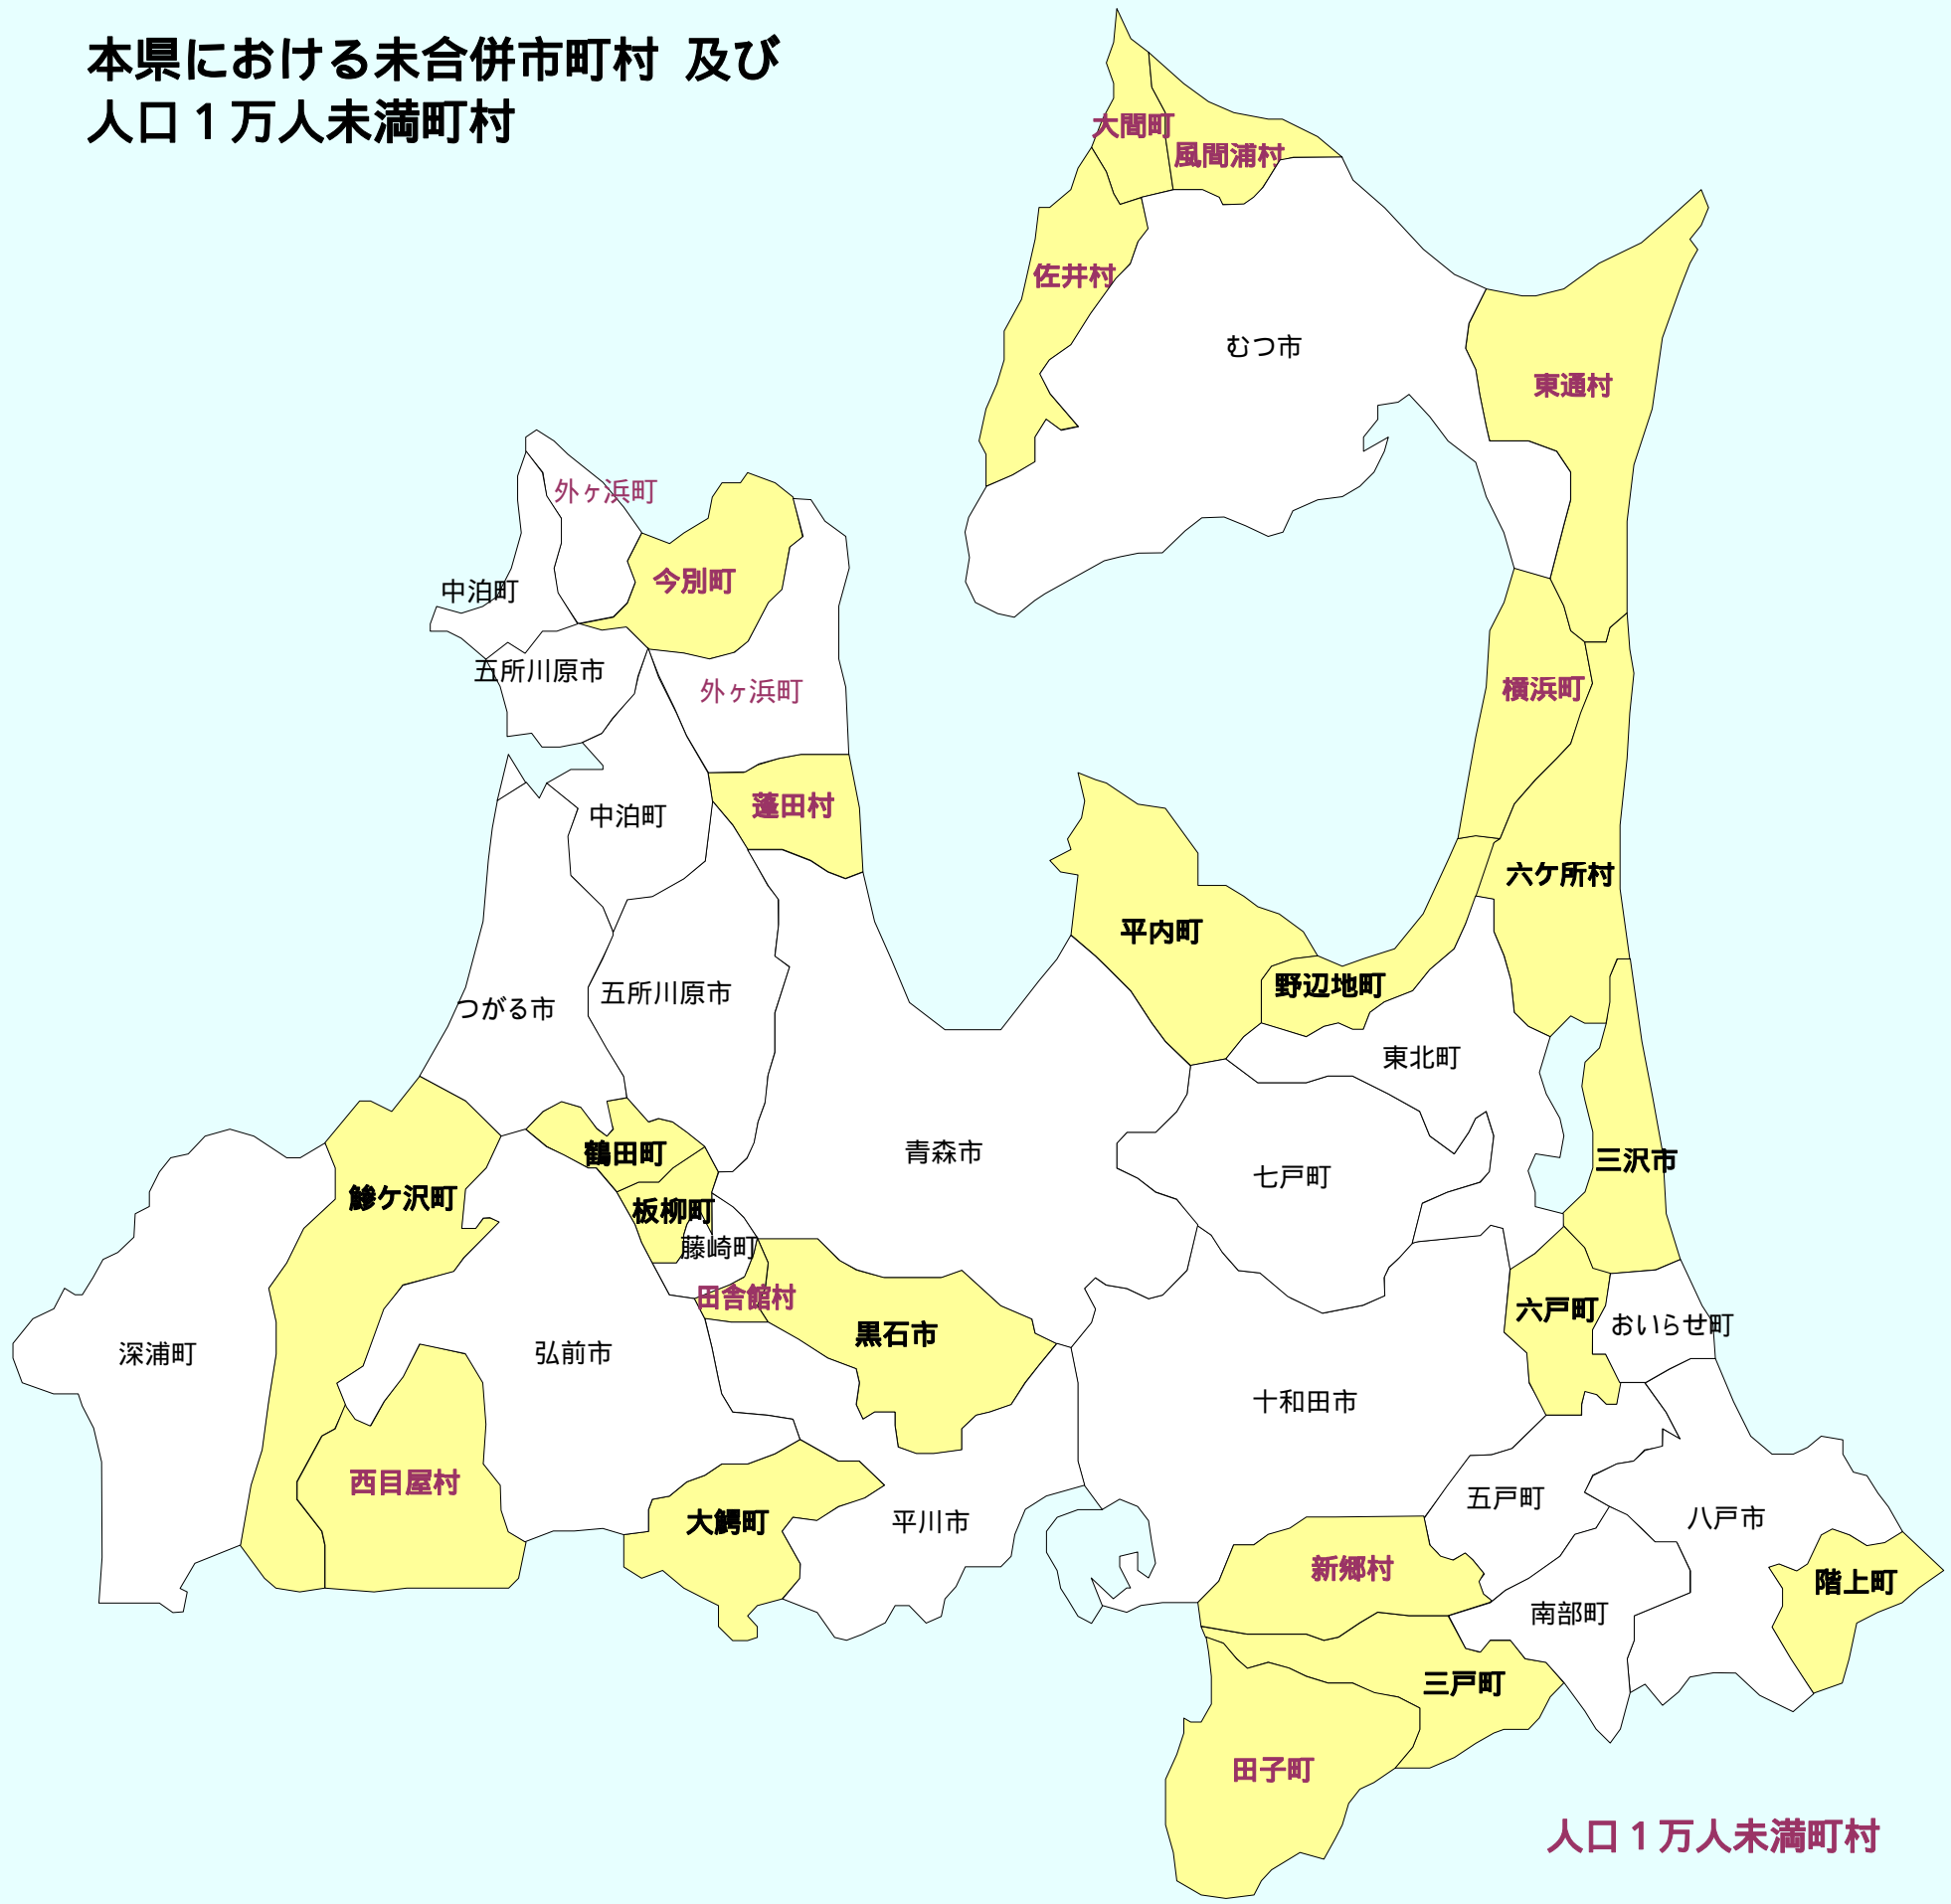 本県における未合併市町村 及び
人口１万人未満町村
大間町
風間浦村
佐井村
むつ市
東通村
外ヶ浜町
今別町
中泊町
五所川原市
外ヶ浜町
横浜町
中泊町
蓬田村
六ケ所村
平内町
野辺地町
つがる市
五所川原市
東北町
青森市
鶴田町
三沢市
七戸町
鰺ケ沢町
板柳町
藤崎町
田舎館村
六戸町
おいらせ町
黒石市
深浦町
弘前市
十和田市
西目屋村
五戸町
大鰐町
平川市
八戸市
新郷村
階上町
南部町
三戸町
田子町
人口１万人未満町村